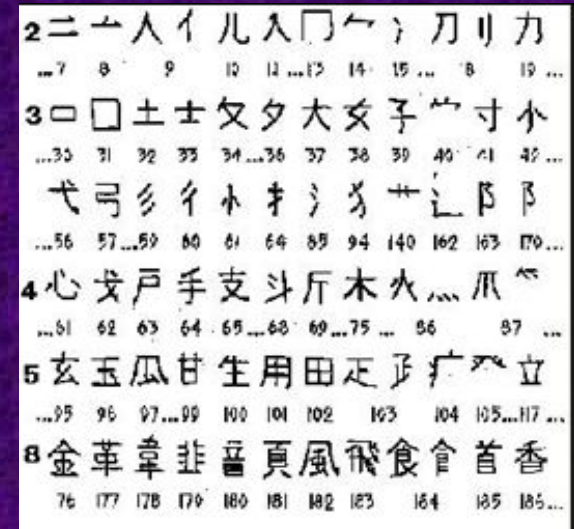 2 二 亠 人 亻 儿 入 冂 冖 冫 刀 刂 力
...7 8 9 10 11 ...13 14 15 ... 18 19 ...
3 口 囗 土 士 夂 夕 大 女 子 宀 寸 小
...30 31 32 33 34...36 37 38 39 40 41 42 ...
弋 弓 彡 彳 忄 扌 氵 犭 艹 辶 阝 阝
...56 57...59 60 61 64 85 94 140 162 163 170...
4 心 戈 戶 手 支 斗 斤 木 火 灬 爪 爫
...61 62 63 64 65...68 69...75 ... 86 87 ...
5 玄 玉 瓜 甘 生 用 田 疋 ⺪ 疒 癶 立
...95 96 97...99 100 101 102 103 104 105...117 ...
8 金 革 韋 韭 音 頁 風 飛 食 飠 首 香
76 177 178 179 180 181 182 183 184 185 186...